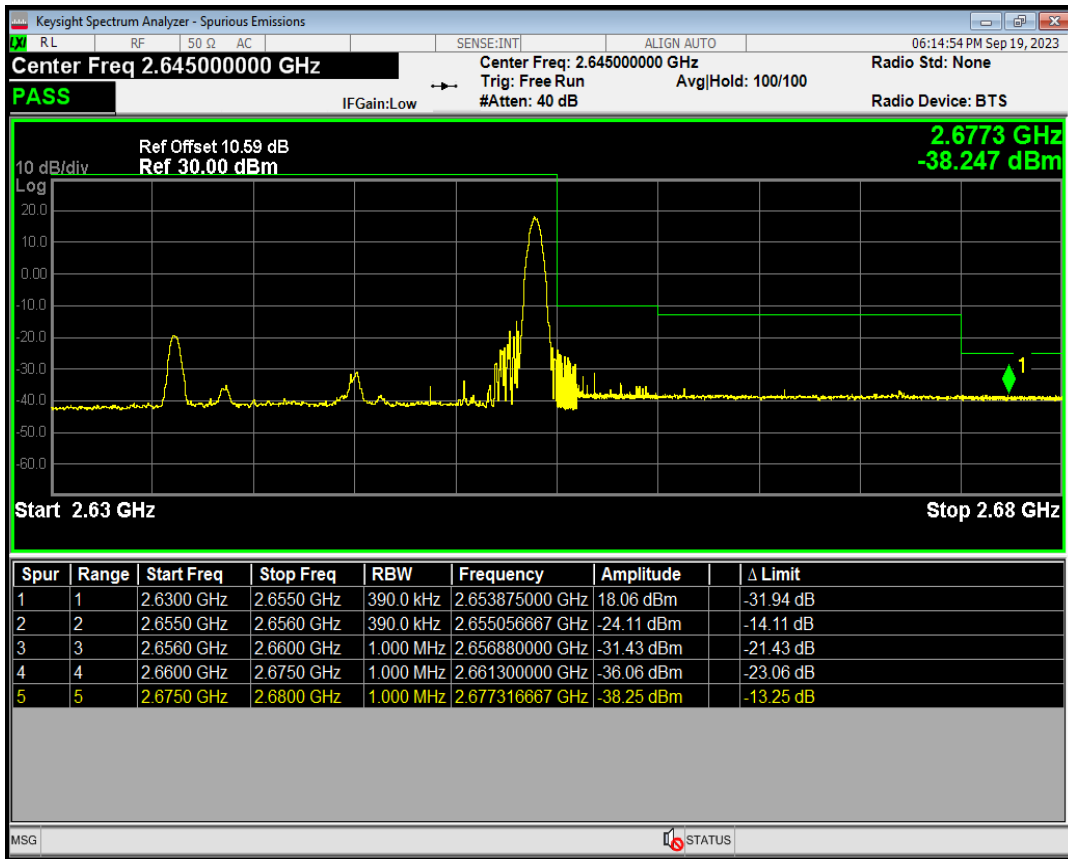 Keysight Spectrum Analyzer - Spurious Emissions
LXI RL RF 50 Ω AC SENSE:INT ALIGN AUTO 06:14:54 PM Sep 19, 2023
Center Freq 2.645000000 GHz Center Freq: 2.645000000 GHz Radio Std: None
Trig: Free Run Avg|Hold: 100/100
PASS IFGain:Low #Atten: 40 dB Radio Device: BTS
Ref Offset 10.59 dB 2.6773 GHz
10 dB/div Ref 30.00 dBm -38.247 dBm
Log
20.0
10.0
0.00
-10.0
-20.0
-30.0
1
-40.0
-50.0
-60.0
Start 2.63 GHz Stop 2.68 GHz
Spur Range Start Freq Stop Freq RBW Frequency Amplitude Δ Limit
1 1 2.6300 GHz 2.6550 GHz 390.0 kHz 2.653875000 GHz 18.06 dBm -31.94 dB
2 2 2.6550 GHz 2.6560 GHz 390.0 kHz 2.655056667 GHz -24.11 dBm -14.11 dB
3 3 2.6560 GHz 2.6600 GHz 1.000 MHz 2.656880000 GHz -31.43 dBm -21.43 dB
4 4 2.6600 GHz 2.6750 GHz 1.000 MHz 2.661300000 GHz -36.06 dBm -23.06 dB
5 5 2.6750 GHz 2.6800 GHz 1.000 MHz 2.677316667 GHz -38.25 dBm -13.25 dB
MSG STATUS